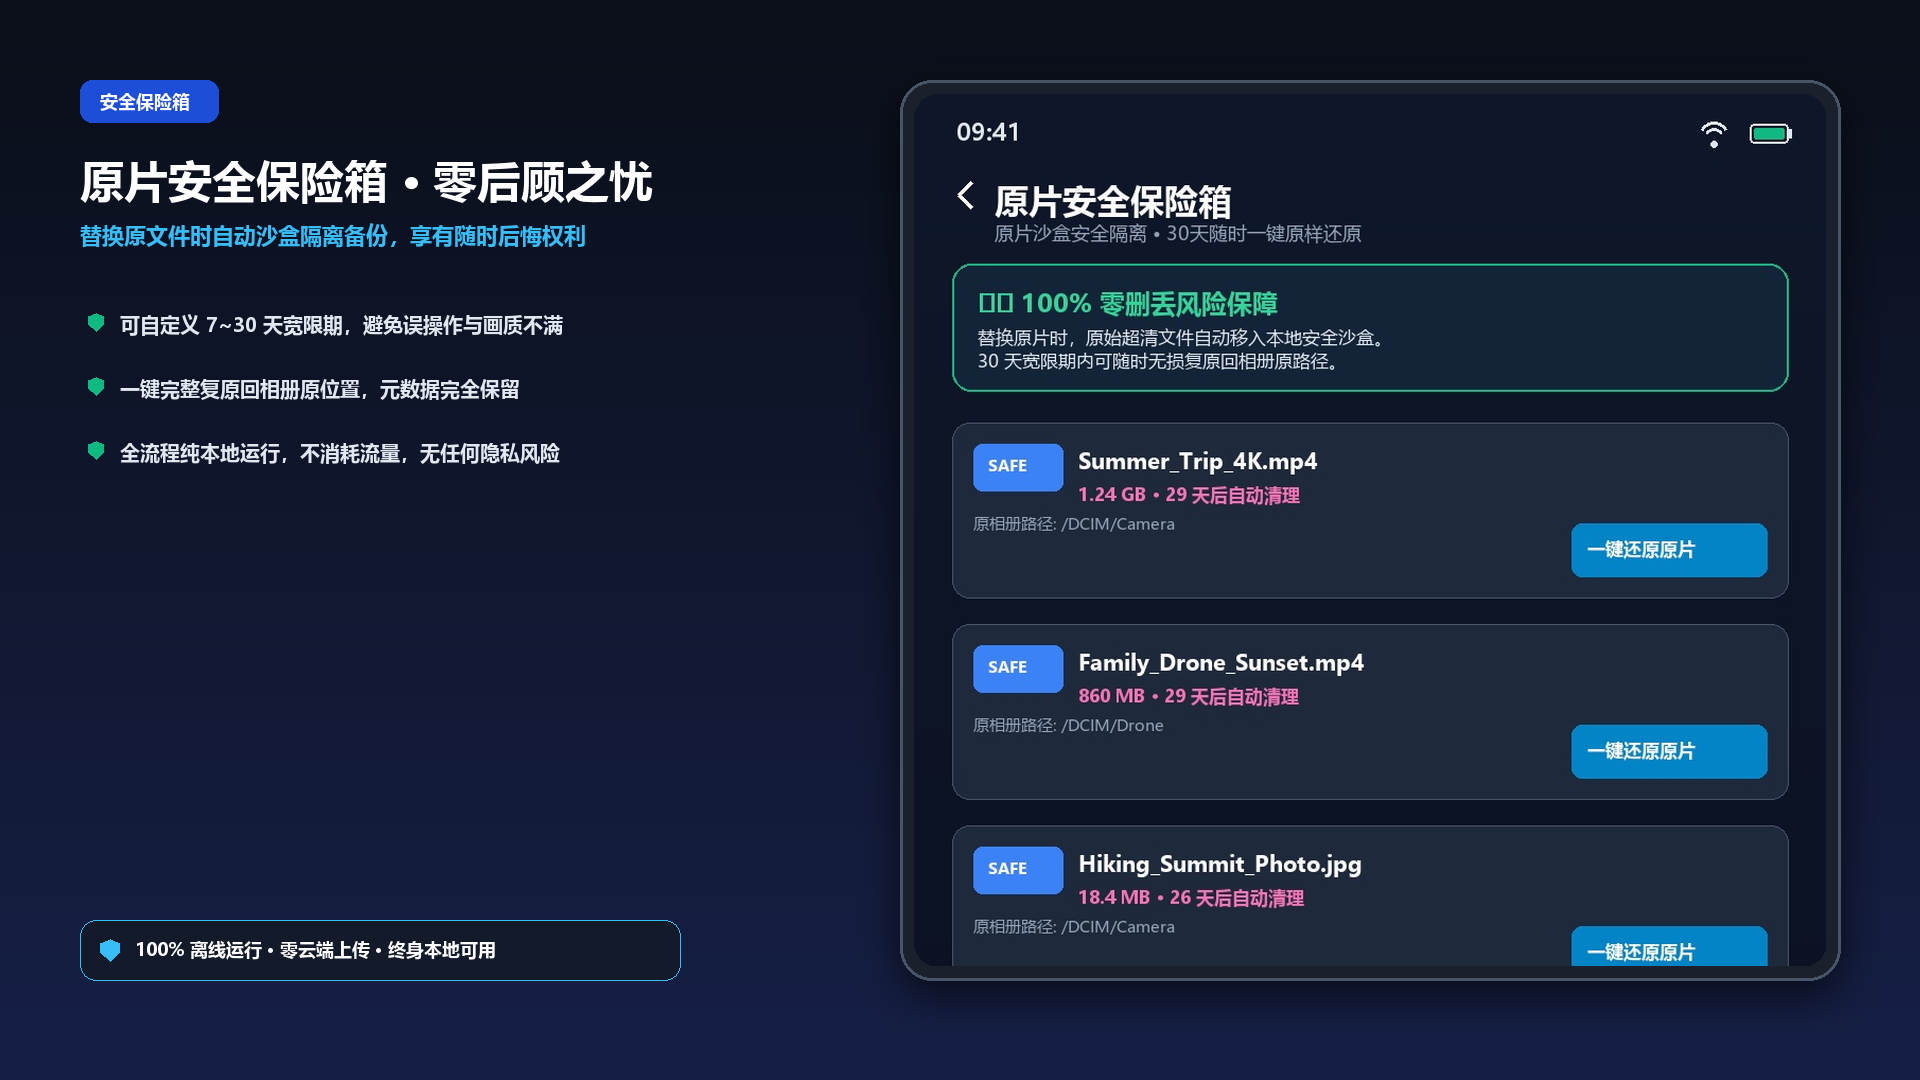 安全保险箱
原片安全保险箱 • 零后顾之忧
替换原文件时自动沙盒隔离备份，享有随时后悔权利
可自定义 7~30 天宽限期，避免误操作与画质不满
一键完整复原回相册原位置，元数据完全保留
全流程纯本地运行，不消耗流量，无任何隐私风险
100% 离线运行 • 零云端上传 • 终身本地可用
09:41
原片安全保险箱
原片沙盒安全隔离 • 30天随时一键原样还原
100% 零删丢风险保障
替换原片时，原始超清文件自动移入本地安全沙盒。
30 天宽限期内可随时无损复原回相册原路径。
SAFE
Summer_Trip_4K.mp4
1.24 GB • 29 天后自动清理
原相册路径: /DCIM/Camera
一键还原原片
SAFE
Family_Drone_Sunset.mp4
860 MB • 29 天后自动清理
原相册路径: /DCIM/Drone
一键还原原片
SAFE
Hiking_Summit_Photo.jpg
18.4 MB • 26 天后自动清理
原相册路径: /DCIM/Camera
一键还原原片